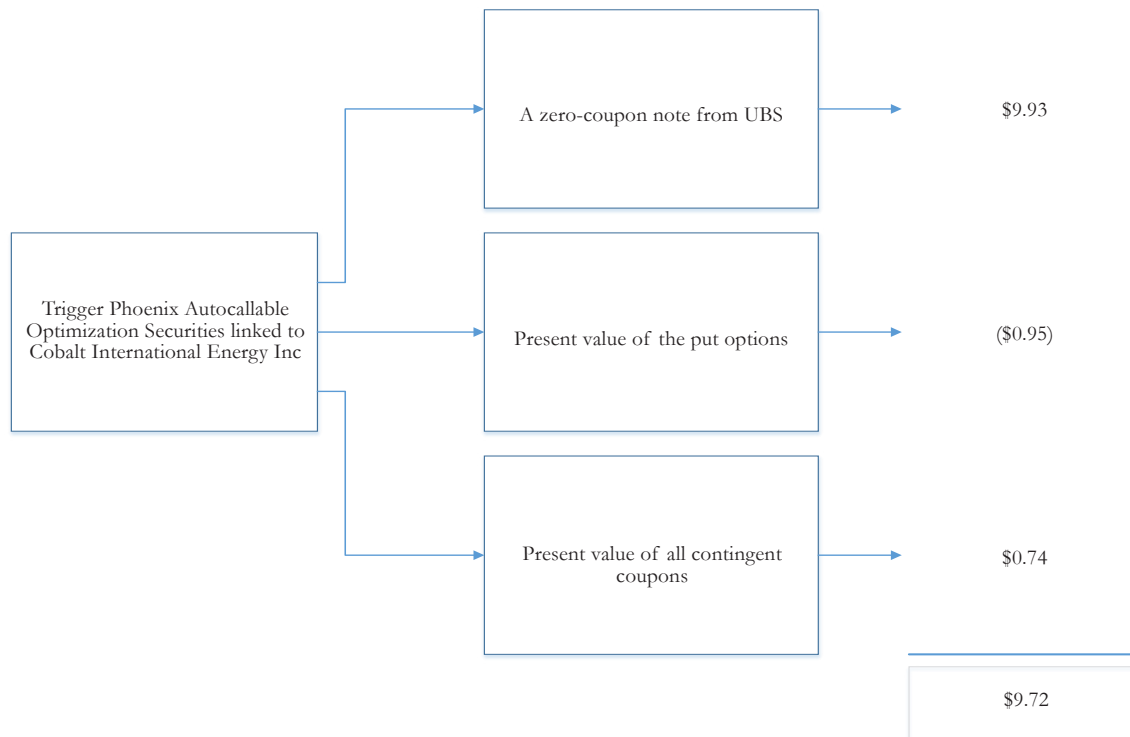 A zero-coupon note from UBS
$9.93
Trigger Phoenix Autocallable
Optimization Securities linked to
Cobalt International Energy Inc
Present value of the put options
($0.95)
Present value of all contingent
coupons
$0.74
$9.72